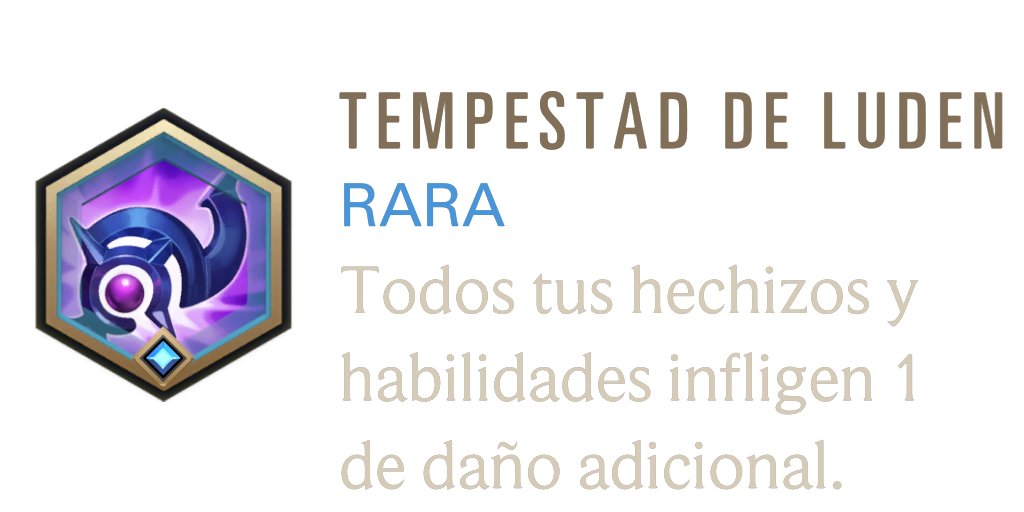 TEMPESTAD DE LUDEN
RARA
Todos tus hechizos y
habilidades infligen 1
de daño adicional.